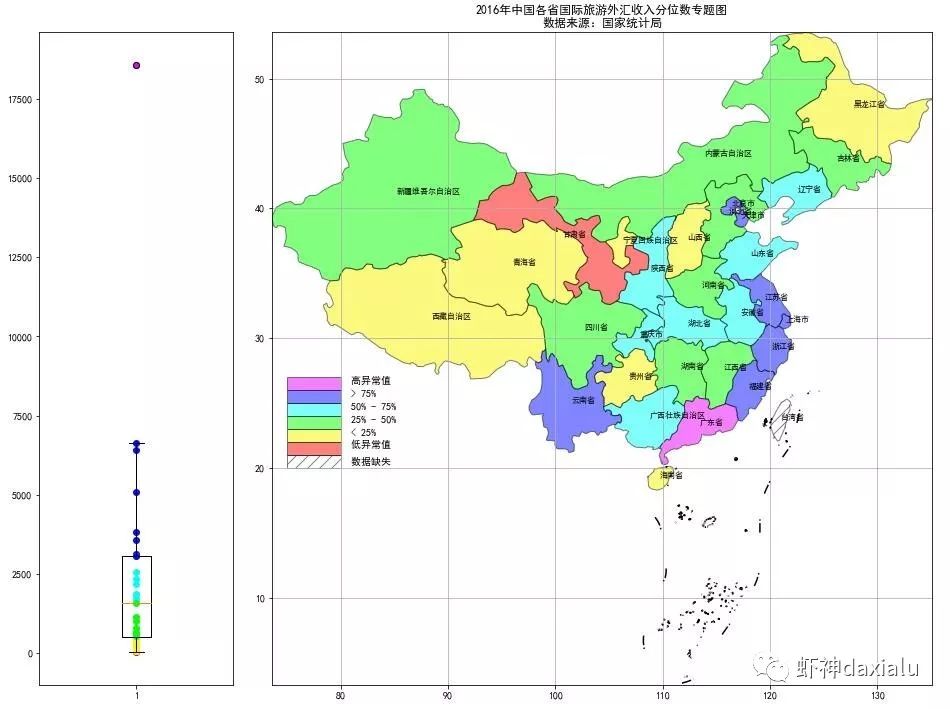 2016年中国各省国际旅游外汇收入分位数专题图
数据来源：国家统计局
17500
15000
12500
10000
7500
5000
2500
0
1
50
40
30
20
10
80
90
100
110
120
130
黑龙江省
内蒙古自治区
吉林省
新疆维吾尔自治区
辽宁省
北京市
天津市
甘肃省
宁夏回族自治区
山西省
青海省
山东省
陕西省
河南省
江苏省
西藏自治区
安徽省
上海市
四川省
湖北省
重庆市
浙江省
湖南省
江西省
贵州省
福建省
云南省
广西壮族自治区
广东省
台湾省
海南省
高异常值
> 75%
50% - 75%
25% - 50%
< 25%
低异常值
数据缺失
虾神daxialu